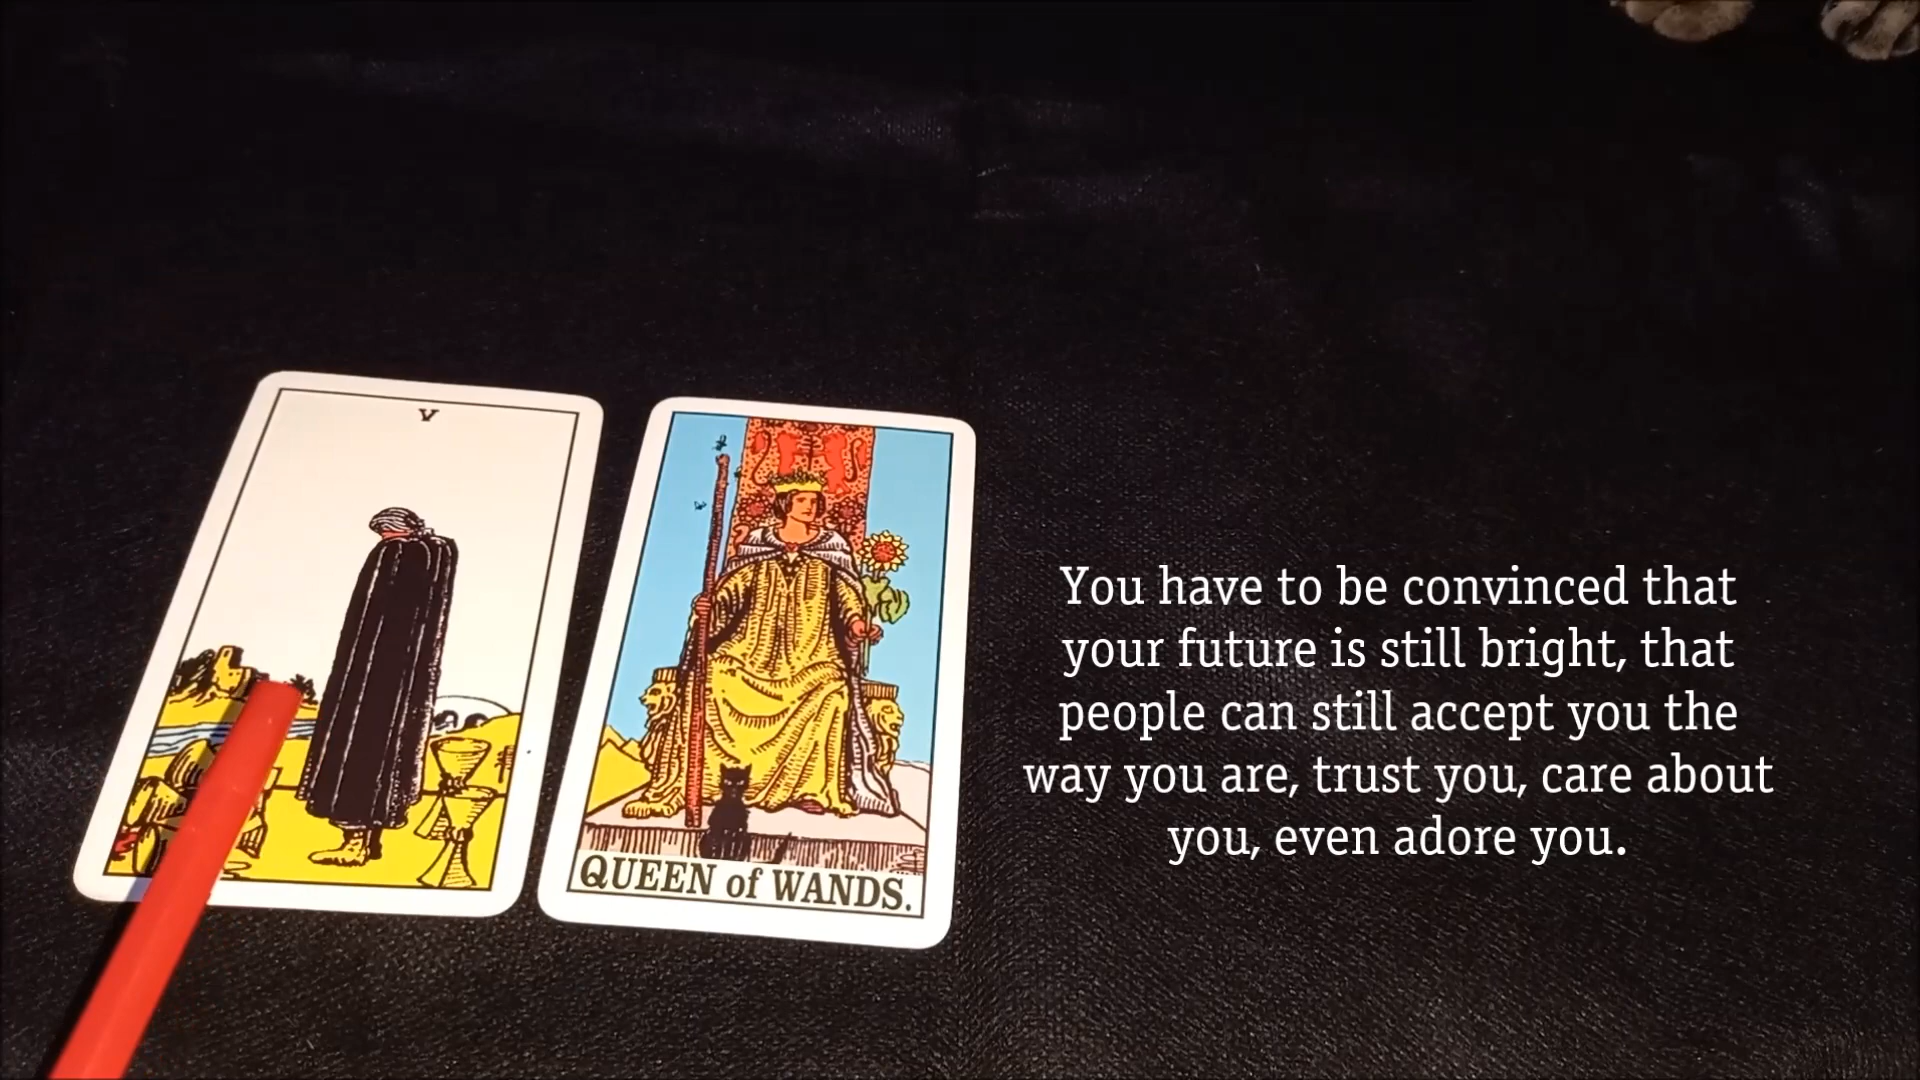 V
QUEEN of WANDS.
You have to be convinced that
your future is still bright, that
people can still accept you the
way you are, trust you, care about
you, even adore you.